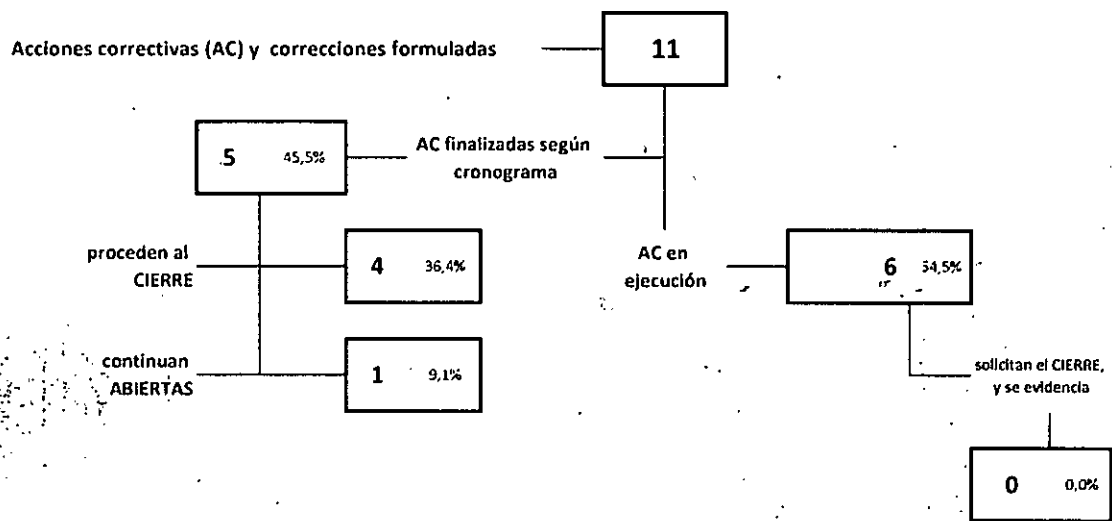 Acciones correctivas (AC) y correcciones formuladas
11
5 45,5%
AC finalizadas según
cronograma
proceden al
CIERRE
4 36,4%
AC en
ejecución
6 54,5%
continuan
ABIERTAS
1 9,1%
solicitan el CIERRE,
y se evidencia
0 0,0%